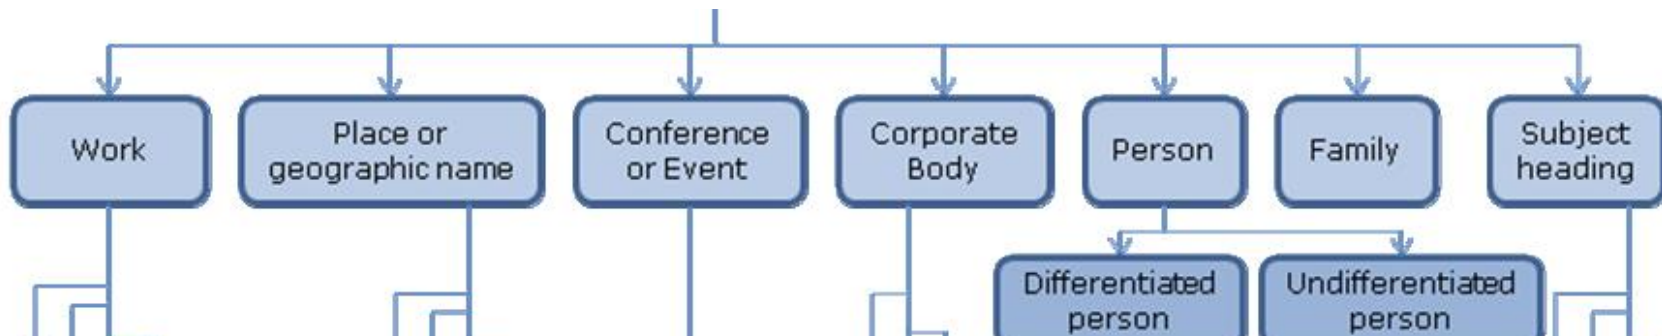 Work
Place or
geographic name
Conference
or Event
Corporate
Body
Person
Family
Subject
heading
Differentiated
person
Undifferentiated
person